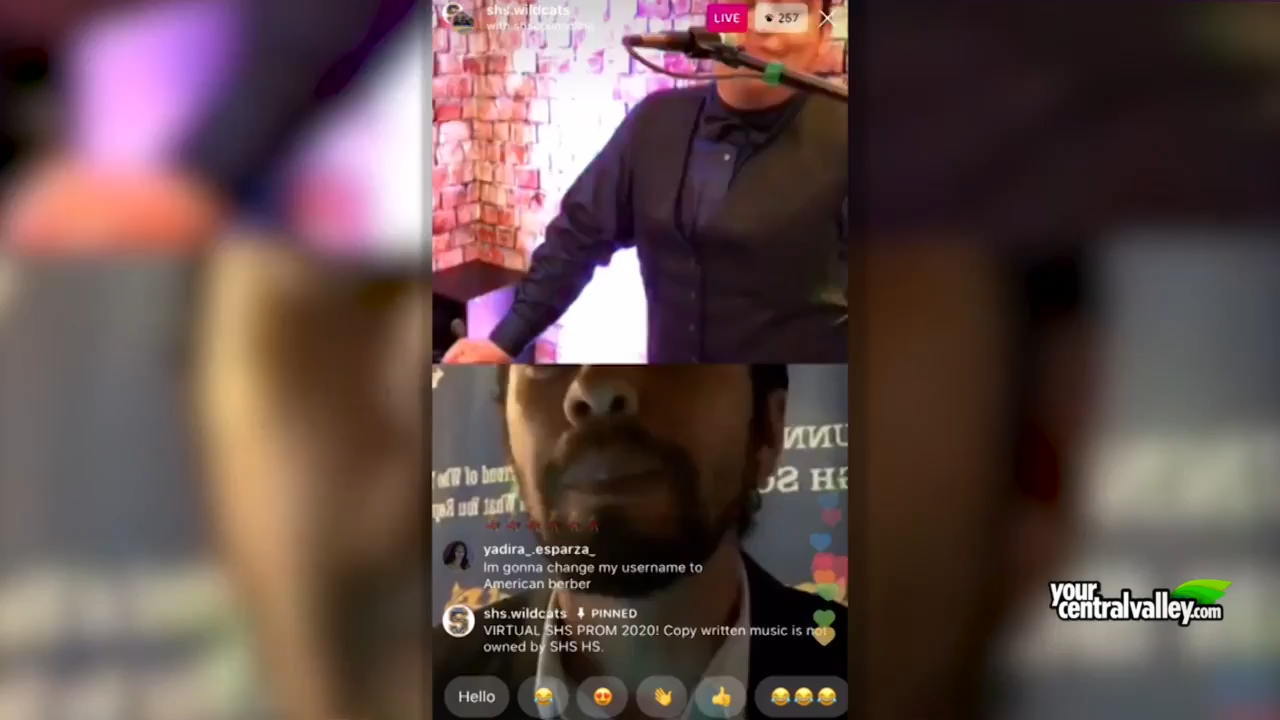 shs.wildcats
LIVE
257
yadira_.esparza_
Im gonna change my username to
American berber
shs.wildcats PINNED
VIRTUAL SHS PROM 2020! Copy written music is not
owned by SHS HS.
Hello
your
centralvalley.com